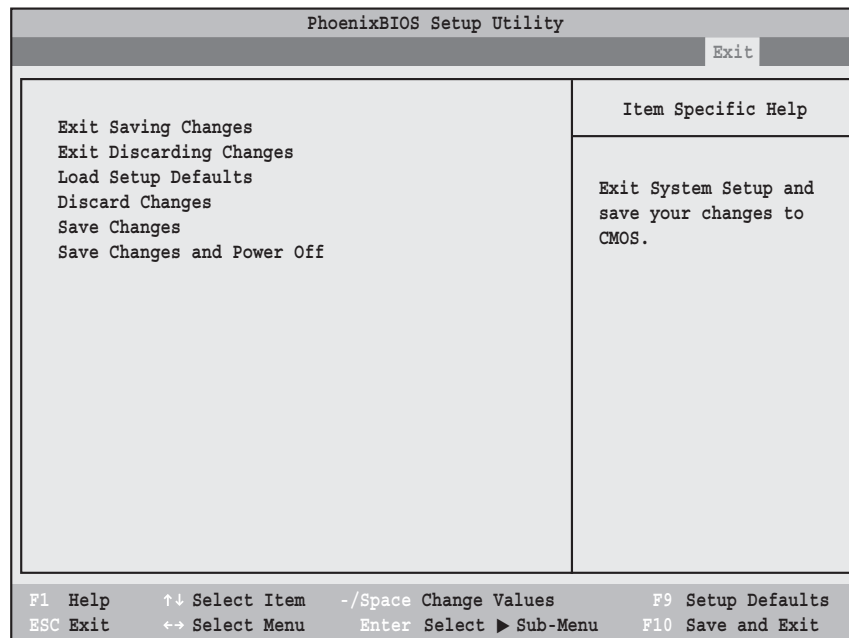 PhoenixBIOS Setup Utility
Exit
Exit Saving Changes
Exit Discarding Changes
Load Setup Defaults
Discard Changes
Save Changes
Save Changes and Power Off
Item Specific Help
Exit System Setup and
save your changes to
CMOS.
F1 Help ↑↓ Select Item -/Space Change Values F9 Setup Defaults
ESC Exit ←→ Select Menu Enter Select ▶ Sub-Menu F10 Save and Exit